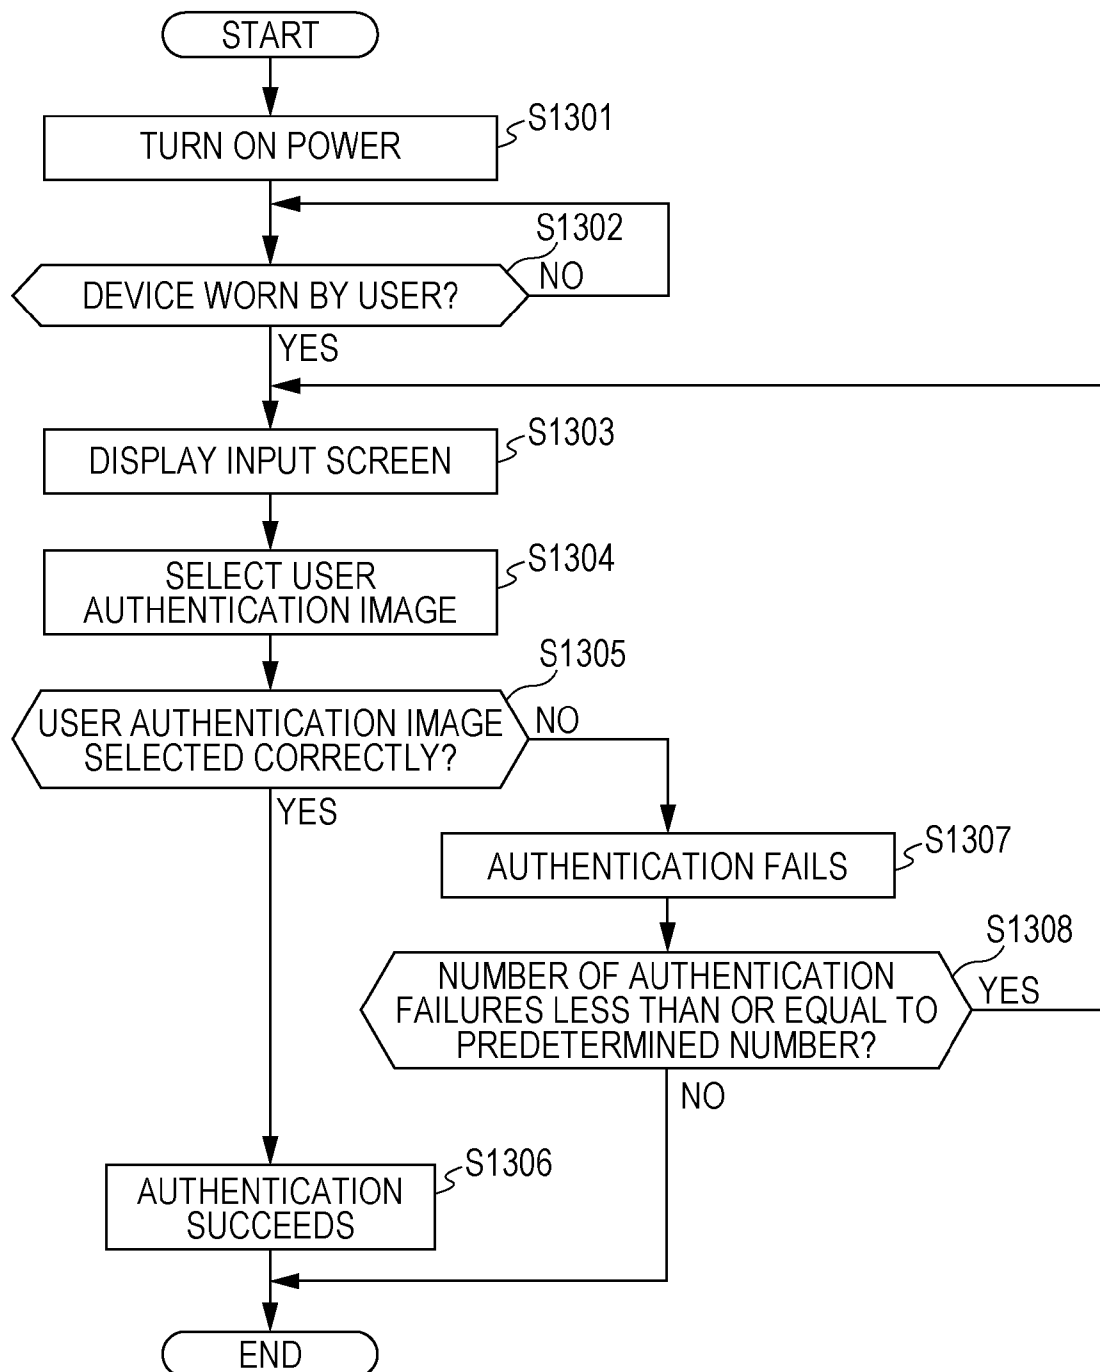 START
S1301
TURN ON POWER
S1302
NO
DEVICE WORN BY USER?
YES
S1303
DISPLAY INPUT SCREEN
S1304
SELECT USER
AUTHENTICATION IMAGE
S1305
USER AUTHENTICATION IMAGE
SELECTED CORRECTLY?
NO
YES
S1307
AUTHENTICATION FAILS
S1308
NUMBER OF AUTHENTICATION
FAILURES LESS THAN OR EQUAL TO
PREDETERMINED NUMBER?
YES
NO
S1306
AUTHENTICATION
SUCCEEDS
END